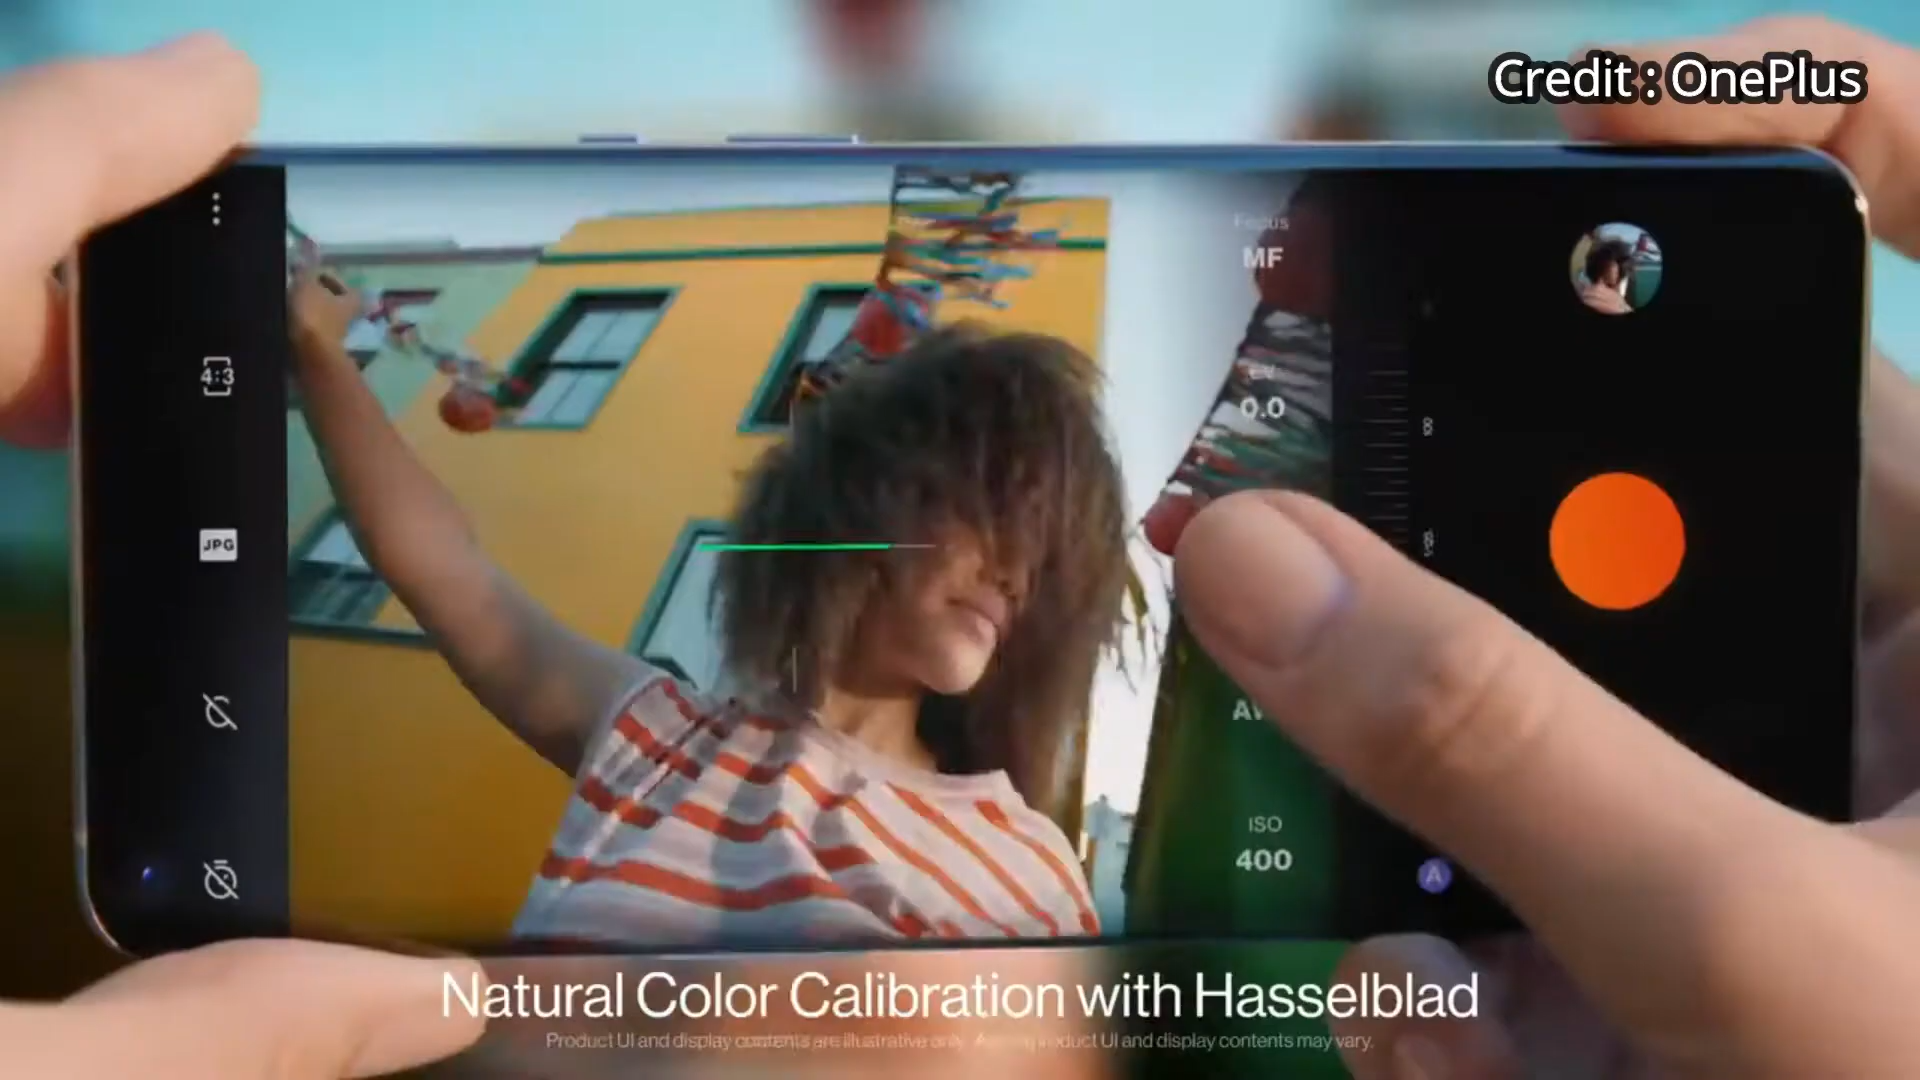 Credit : OnePlus
Focus
MF
4:3
EV
0.0
JPG
ISO
400
A
Natural Color Calibration with Hasselblad
Product UI and display contents are illustrative only. product UI and display contents may vary.